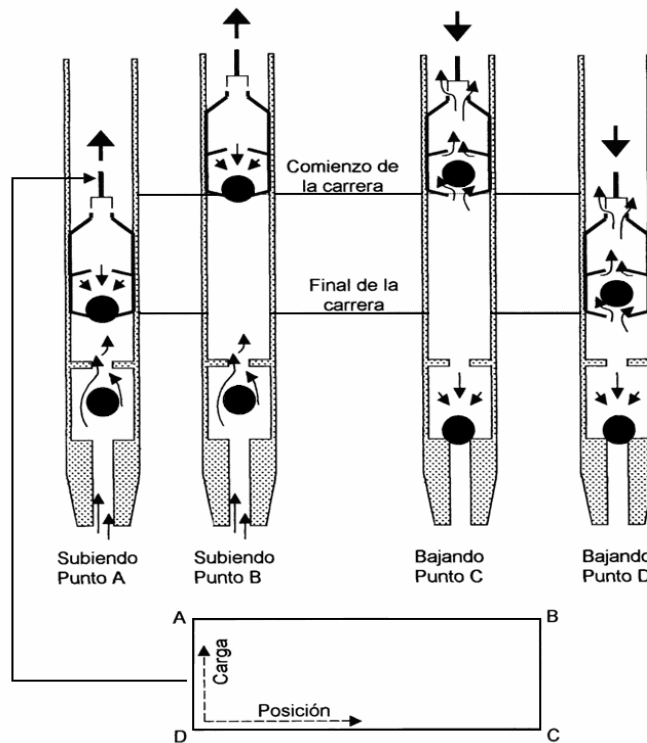 Comienzo de
la carrera
Final de la
carrera
Subiendo
Punto A
Subiendo
Punto B
Bajando
Punto C
Bajando
Punto D
A
B
Carga
Posición
D
C